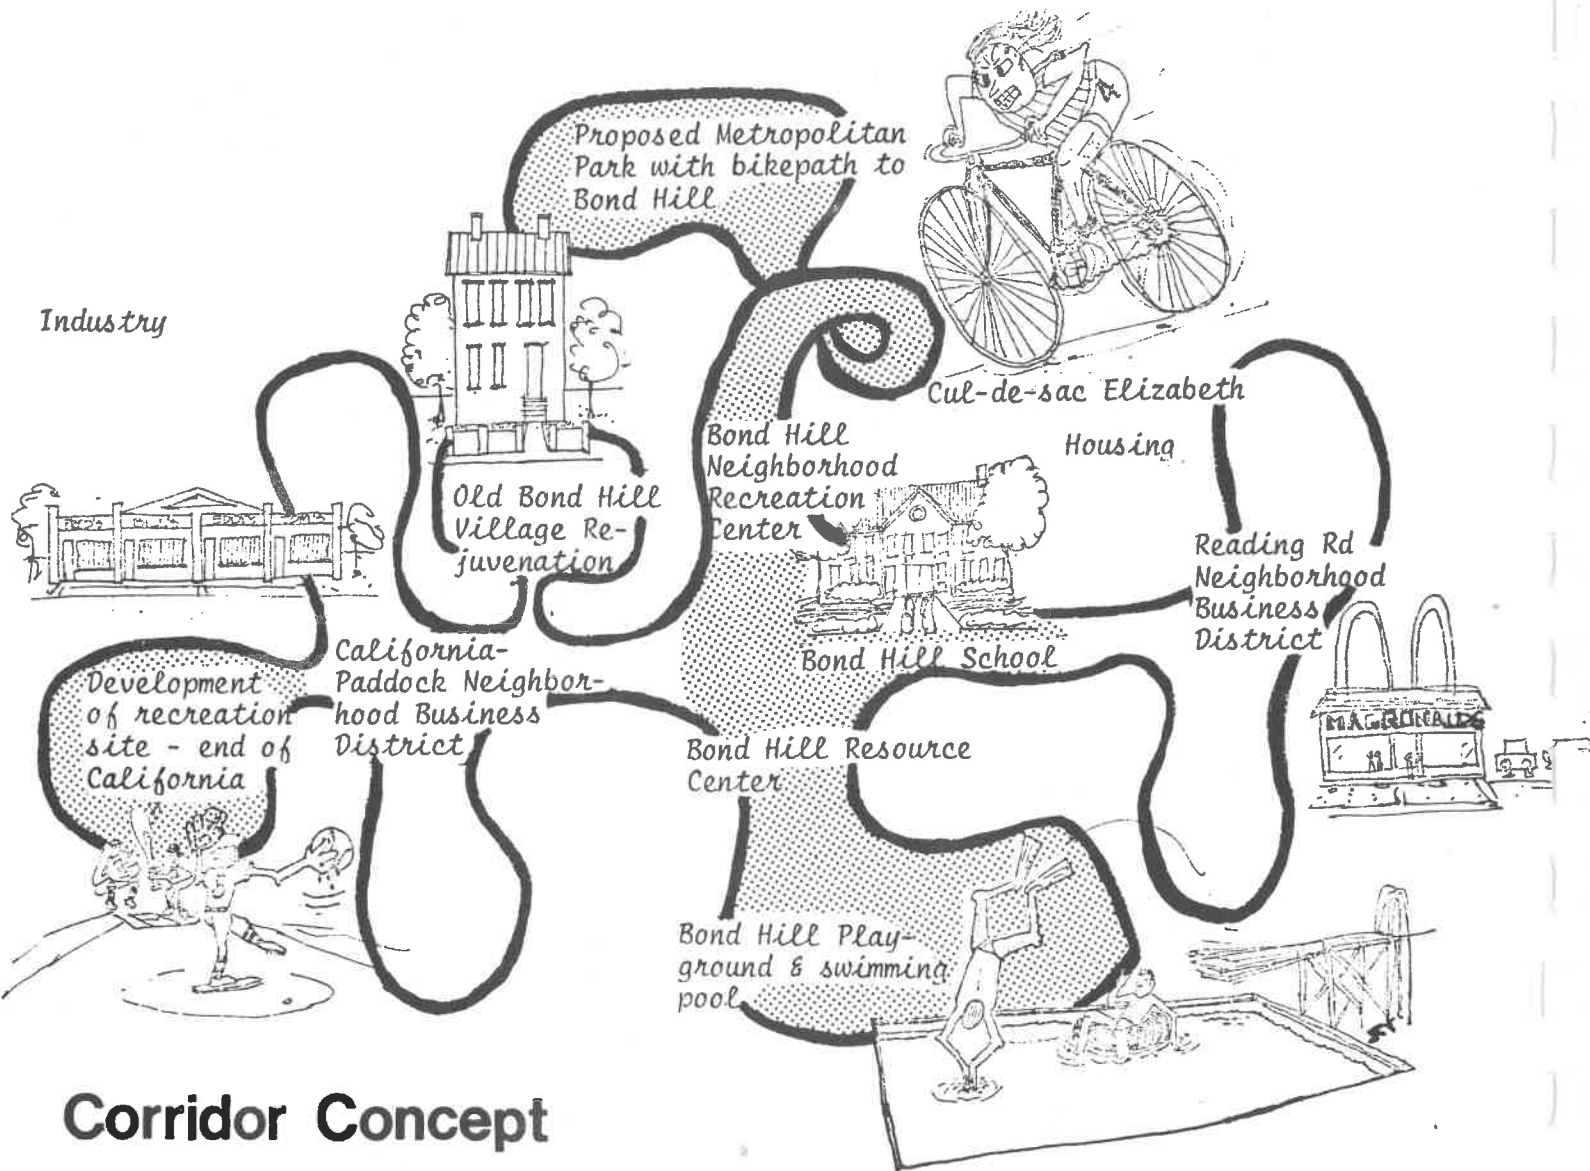 Proposed Metropolitan
Park with bikepath to
Bond Hill
4
Industry
Cul-de-sac Elizabeth
Bond Hill
Neighborhood
Recreation
Center
Housing
Old Bond Hill
Village Re-
juvenation
Reading Rd
Neighborhood
Business
District
Bond Hill School
California-
Paddock Neighbor-
hood Business
District
Development
of recreation
site - end of
California
MACRONALDS
Bond Hill Resource
Center
Bond Hill Play-
ground & swimming
pool
Corridor Concept